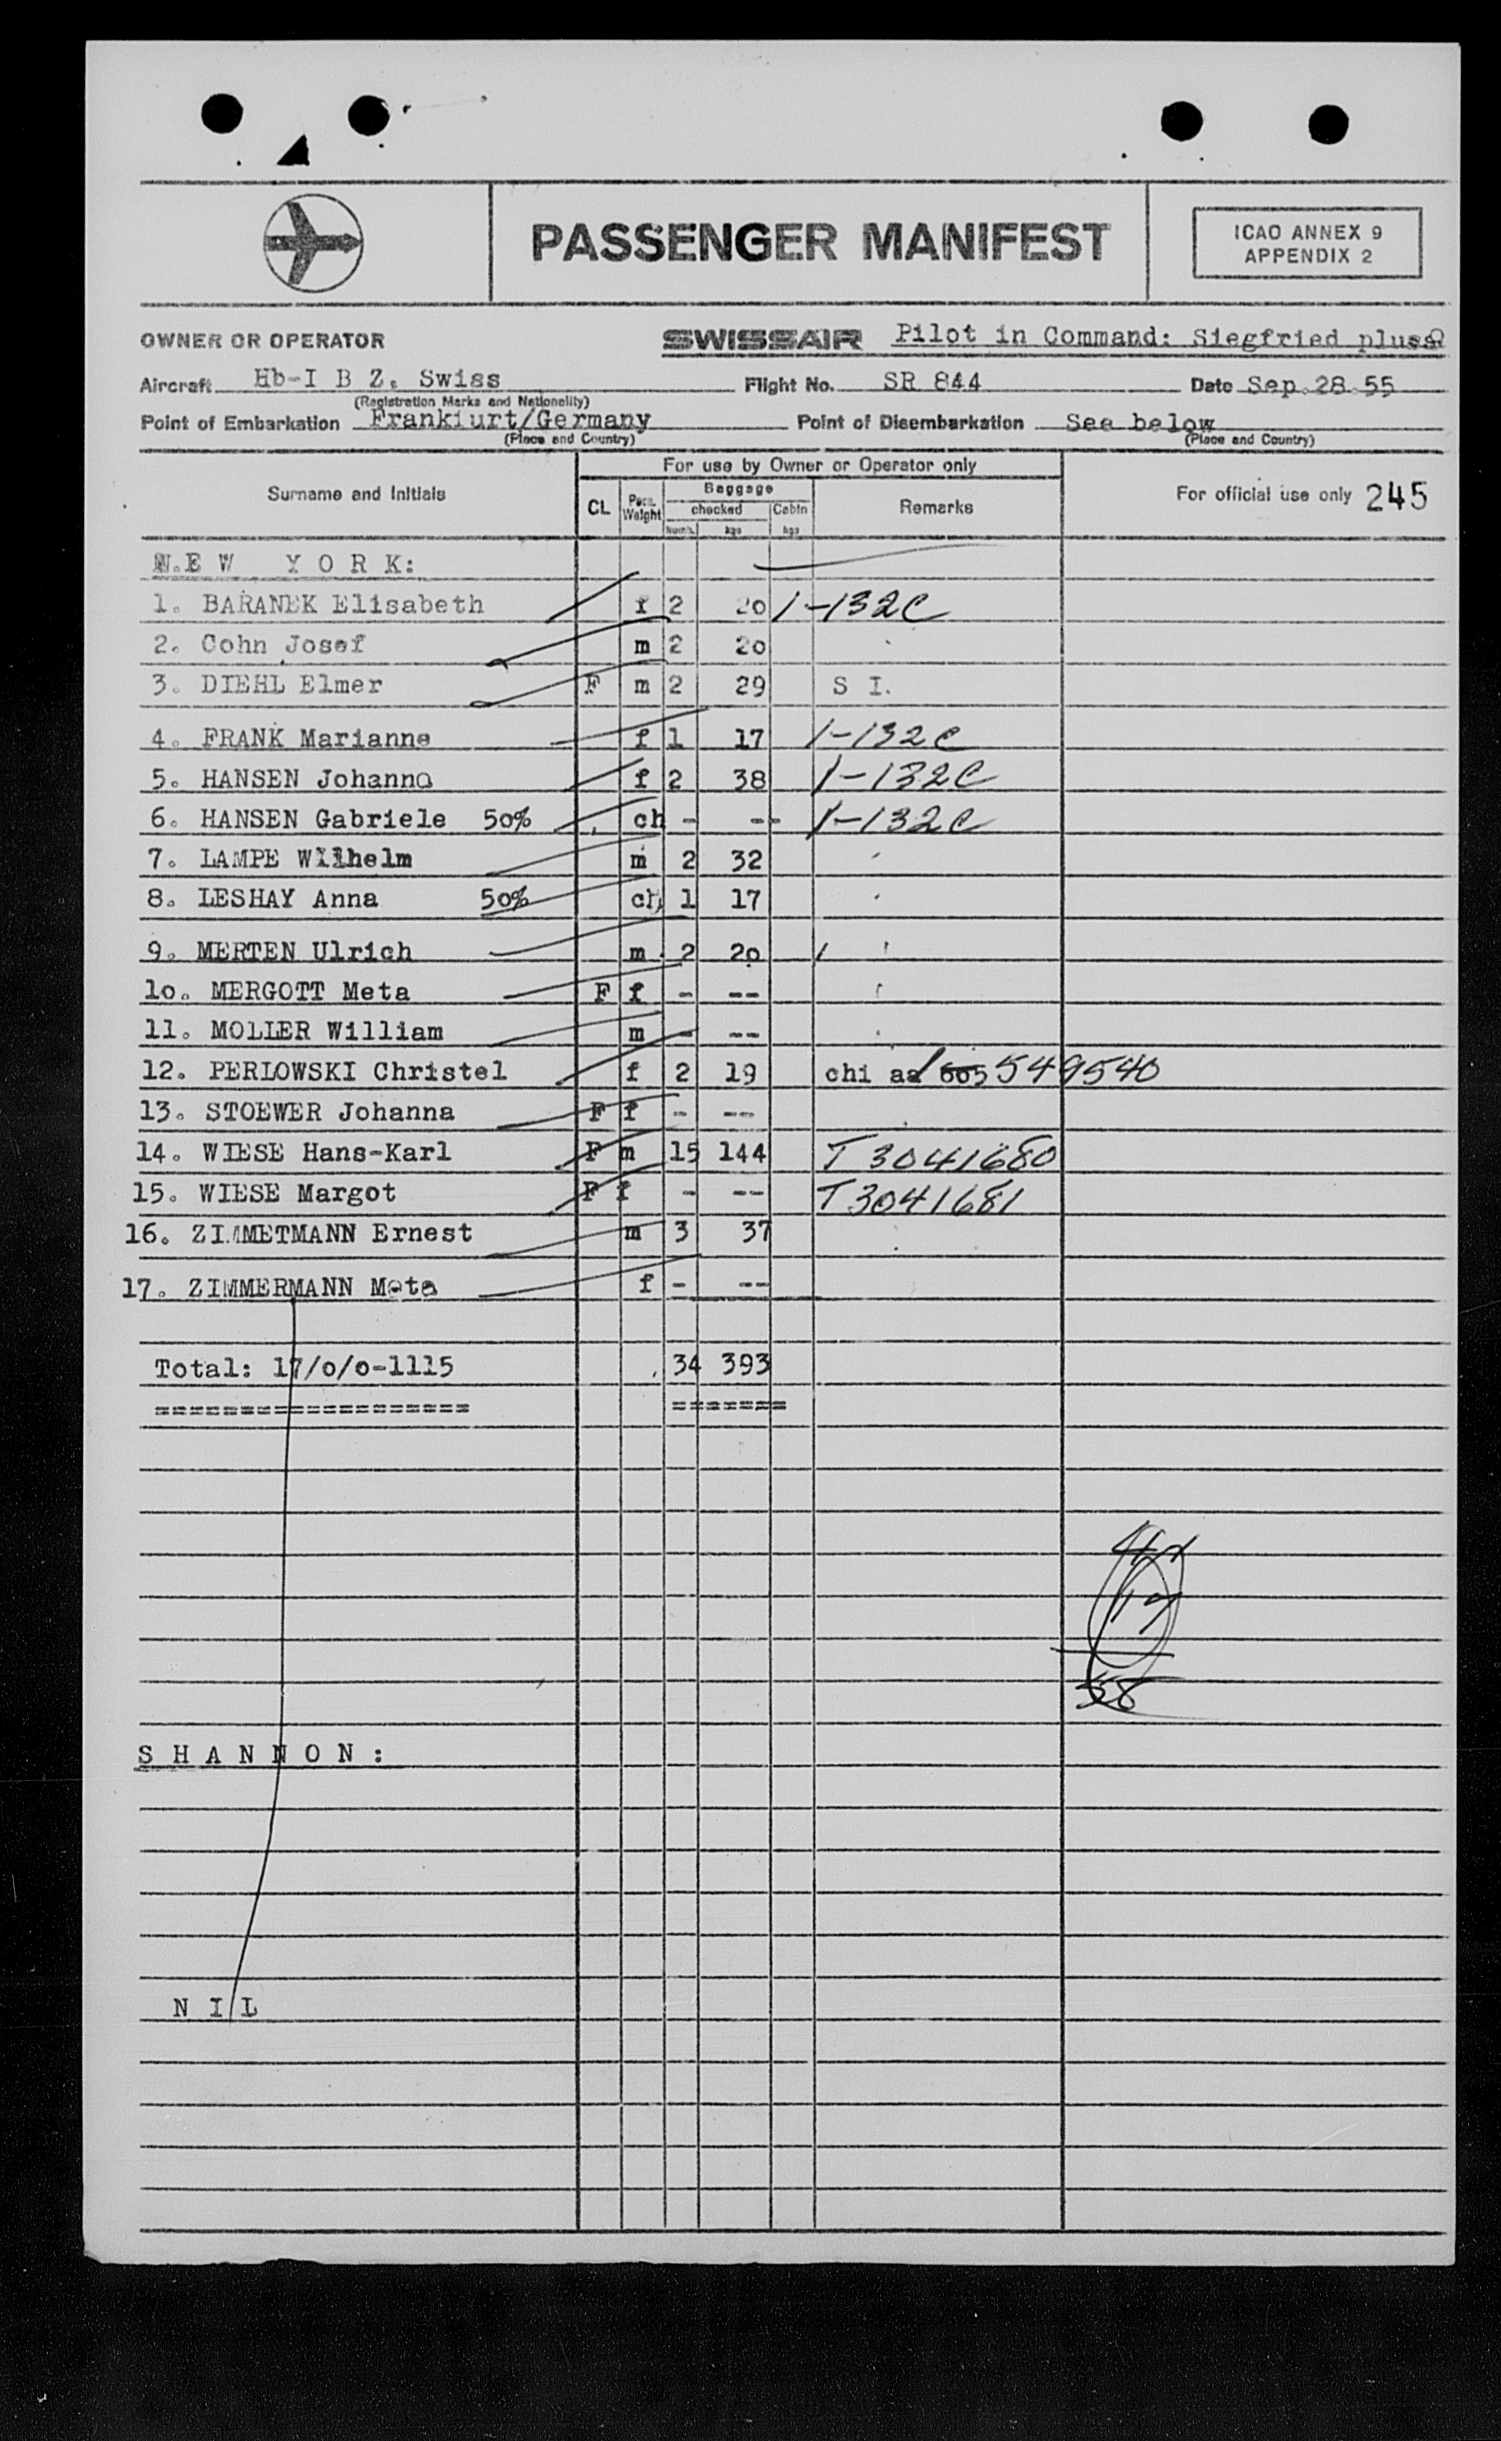 PASSENGER MANIFEST
ICAO ANNEX 9
APPENDIX 2
OWNER OR OPERATOR SWISSAIR Pilot in Command: Siegfried plus
Aircraft Hb-I B Z. Swiss Flight No. SR 844 Date Sep.28.55
(Registration Marks and Nationality)
Point of Embarkation Frankfurt/Germany Point of Disembarkation See below
(Place and Country) (Place and Country)
For use by Owner or Operator only
Surname and Initials CL Pers. Weight Baggage checked Numb. kgs Cabin kgs Remarks For official use only 245
N.E W Y O R K:
1. BARANEK Elisabeth f 2 20 1-132C
2. Cohn Josef m 2 20
3. DIEHL Elmer F m 2 29 S I.
4. FRANK Marianne f 1 17 1-132C
5. HANSEN Johanna f 2 38 1-132C
6. HANSEN Gabriele 50% ch - -- 1-132C
7. LAMPE Wilhelm m 2 32
8. LESHAY Anna 50% ch 1 17
9. MERTEN Ulrich m 2 20
10. MERGOTT Meta F f - --
11. MOLLER William m - --
12. PERLOWSKI Christel f 2 19 chi 549540
13. STOEWER Johanna F f - --
14. WIESE Hans-Karl F m 15 144 T 3041680
15. WIESE Margot F f - -- T3041681
16. ZIMMETMANN Ernest m 3 37
17. ZIMMERMANN Meta f - --
Total: 17/o/o-1115 34 393
=================== =======
17
58
S H A N N O N :
N I L